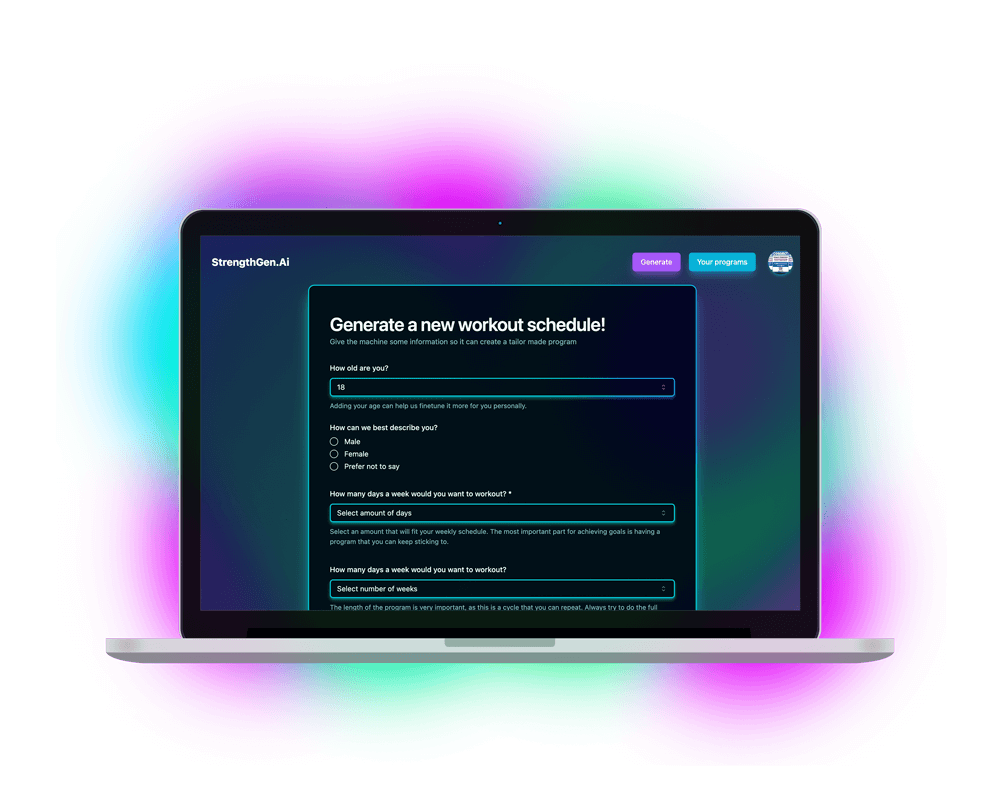 StrengthGen.Ai
Generate
Your programs
Generate a new workout schedule!
Give the machine some information so it can create a tailor made program
How old are you?
18
Adding your age can help us finetune it more for you personally.
How can we best describe you?
Male
Female
Prefer not to say
How many days a week would you want to workout? *
Select amount of days
Select an amount that will fit your weekly schedule. The most important part for achieving goals is having a
program that you can keep sticking to.
How many days a week would you want to workout?
Select number of weeks
The length of the program is very important, as this is a cycle that you can repeat. Always try to do the full